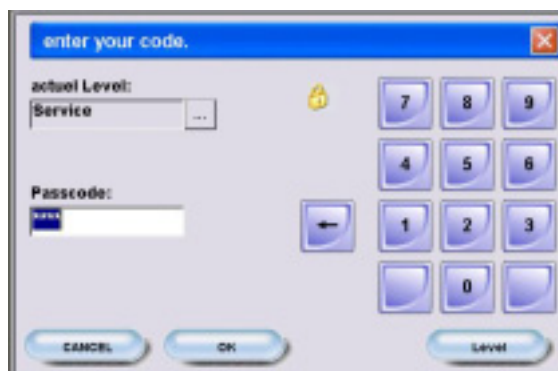 enter your code.
actuel Level:
Service
...
7 8 9
4 5 6
Passcode:
****
← 1 2 3
0
CANCEL OK Level